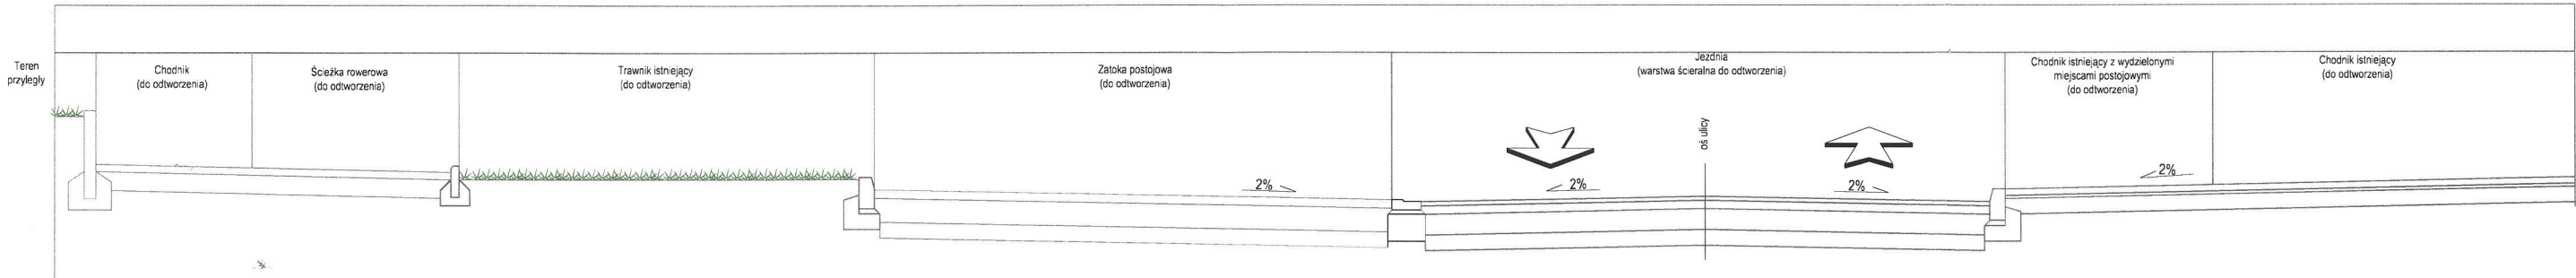 Teren
przyległy
Chodnik
(do odtworzenia)
Ścieżka rowerowa
(do odtworzenia)
Trawnik istniejący
(do odtworzenia)
Zatoka postojowa
(do odtworzenia)
Jezdnia
(warstwa ścieralna do odtworzenia)
Chodnik istniejący z wydzielonymi
miejscami postojowymi
(do odtworzenia)
Chodnik istniejący
(do odtworzenia)
oś ulicy
2%
2%
2%
2%